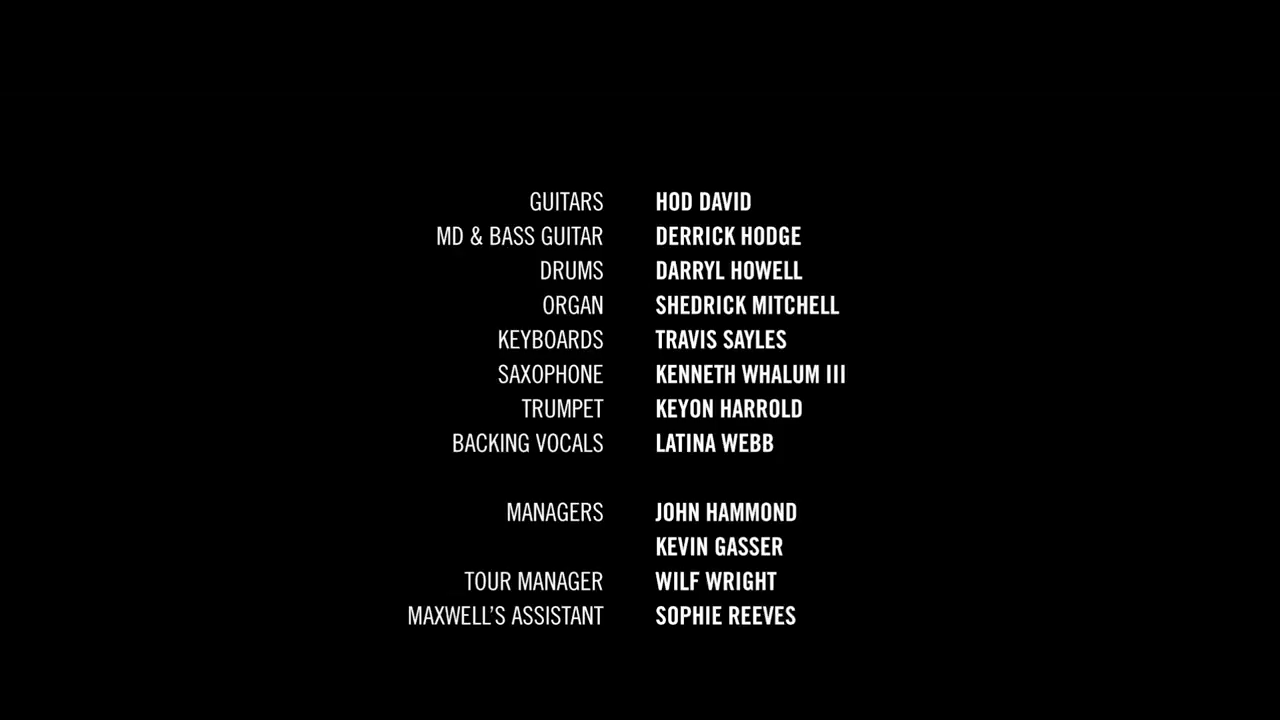 GUITARS HOD DAVID
MD & BASS GUITAR DERRICK HODGE
DRUMS DARRYL HOWELL
ORGAN SHEDRICK MITCHELL
KEYBOARDS TRAVIS SAYLES
SAXOPHONE KENNETH WHALUM III
TRUMPET KEYON HARROLD
BACKING VOCALS LATINA WEBB
MANAGERS JOHN HAMMOND
KEVIN GASSER
TOUR MANAGER WILF WRIGHT
MAXWELL'S ASSISTANT SOPHIE REEVES